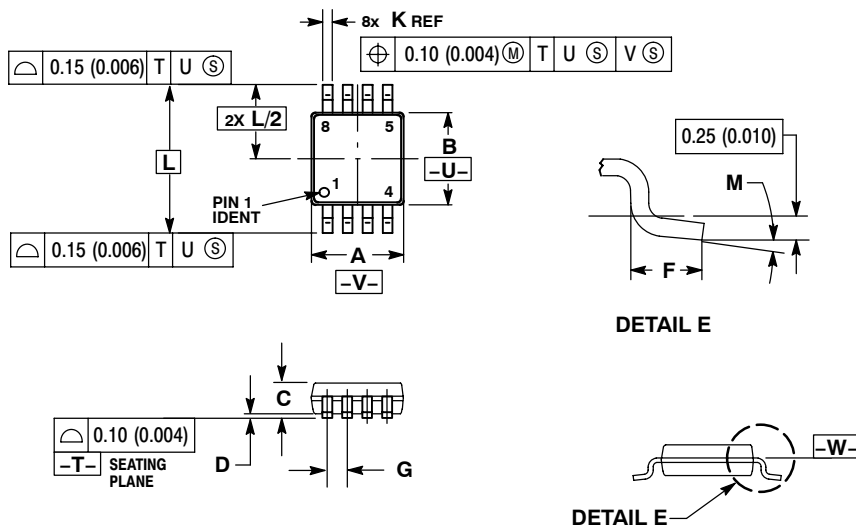 8x K REF
0.10 (0.004) Ⓜ T U Ⓢ V Ⓢ
0.15 (0.006) T U Ⓢ
2X L/2
8 5
B
-U-
L
PIN 1
IDENT
1
4
0.15 (0.006) T U Ⓢ
A
-V-
0.25 (0.010)
M
F
DETAIL E
C
0.10 (0.004)
-T- SEATING
PLANE
D
G
-W-
DETAIL E